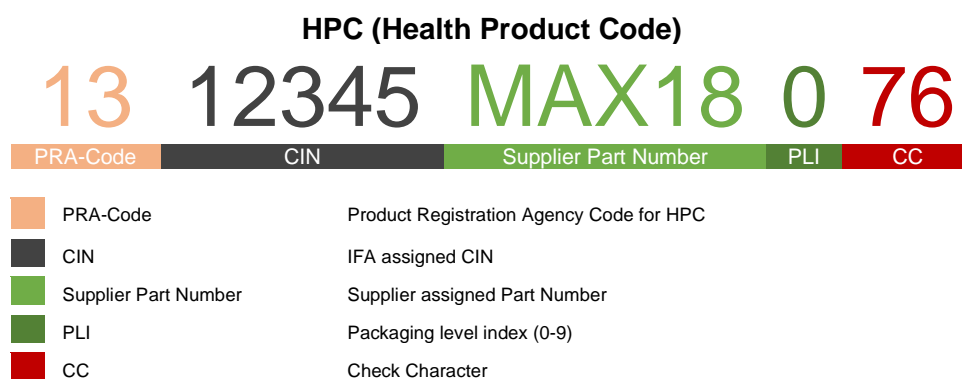 HPC (Health Product Code)
13 12345 MAX18 0 76
PRA-Code CIN Supplier Part Number PLI CC
PRA-Code Product Registration Agency Code for HPC
CIN IFA assigned CIN
Supplier Part Number Supplier assigned Part Number
PLI Packaging level index (0-9)
CC Check Character